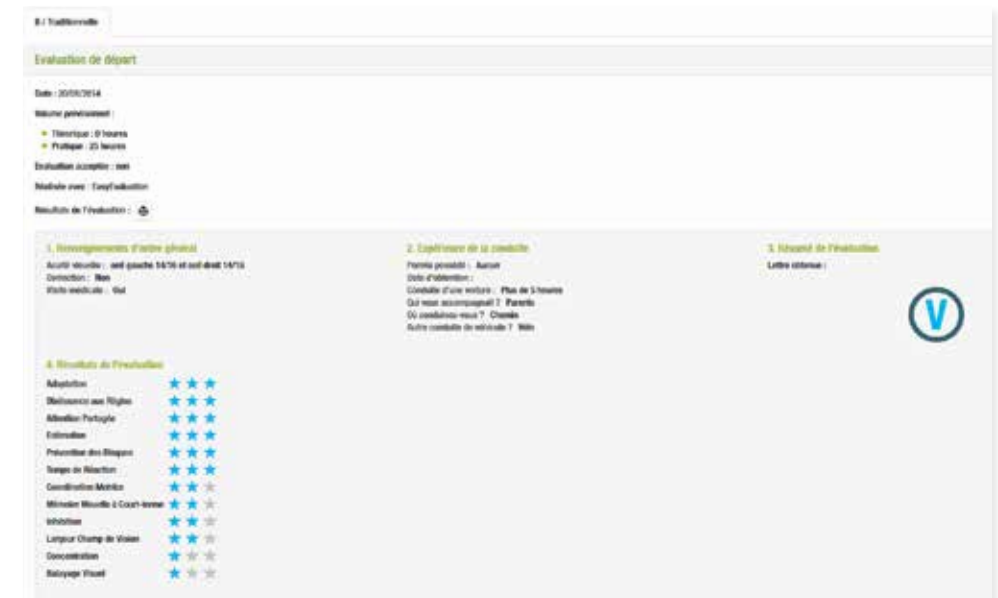 B / Traditionnelle
Evaluation de départ
Date : 20/01/2014
Volume prévisionnel :
Théorique : 0 heures
Pratique : 25 heures
Evaluation acceptée : non
Réalisée avec : EasyEvaluation
Résultats de l'évaluation :
1. Renseignements d'ordre général
Acuité visuelle : oeil gauche 14/16 et oeil droit 14/16
Correction : Non
Visite médicale : Oui
2. Expérience de la conduite
Permis possédé : Aucun
Date d'obtention :
Conduite d'une voiture : Plus de 5 heures
Qui vous accompagnait ? Parents
Où conduisiez-vous ? Chemin
Autre conduite de véhicule ? Vélo
3. Résumé de l'évaluation
Lettre obtenue :
V
4. Résultats de l'évaluation
Adaptation
Obéissance aux Règles
Attention Partagée
Estimation
Prévention des Risques
Temps de Réaction
Coordination Motrice
Mémoire Visuelle à Court-terme
Inhibition
Largeur Champ de Vision
Concentration
Balayage Visuel